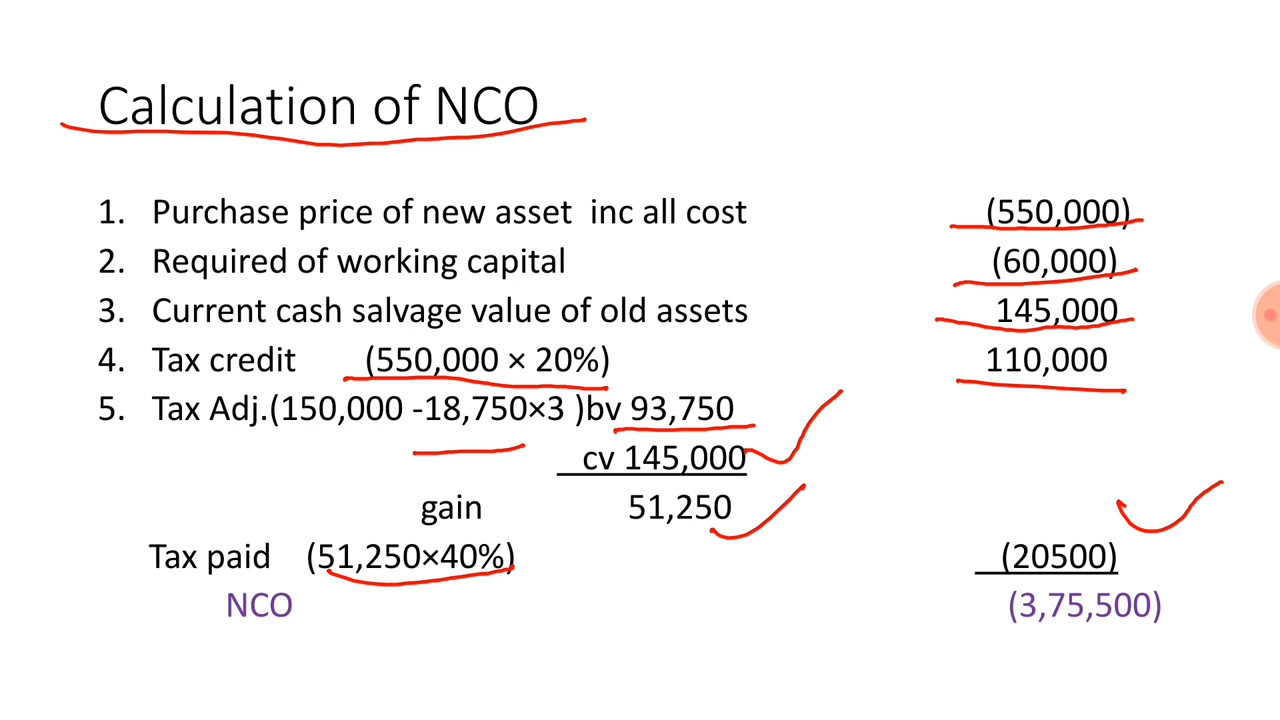 Calculation of NCO
1. Purchase price of new asset inc all cost (550,000)
2. Required of working capital (60,000)
3. Current cash salvage value of old assets 145,000
4. Tax credit (550,000 × 20%) 110,000
5. Tax Adj.(150,000 -18,750×3 )bv 93,750
cv 145,000
gain 51,250
Tax paid (51,250×40%) (20500)
NCO (3,75,500)